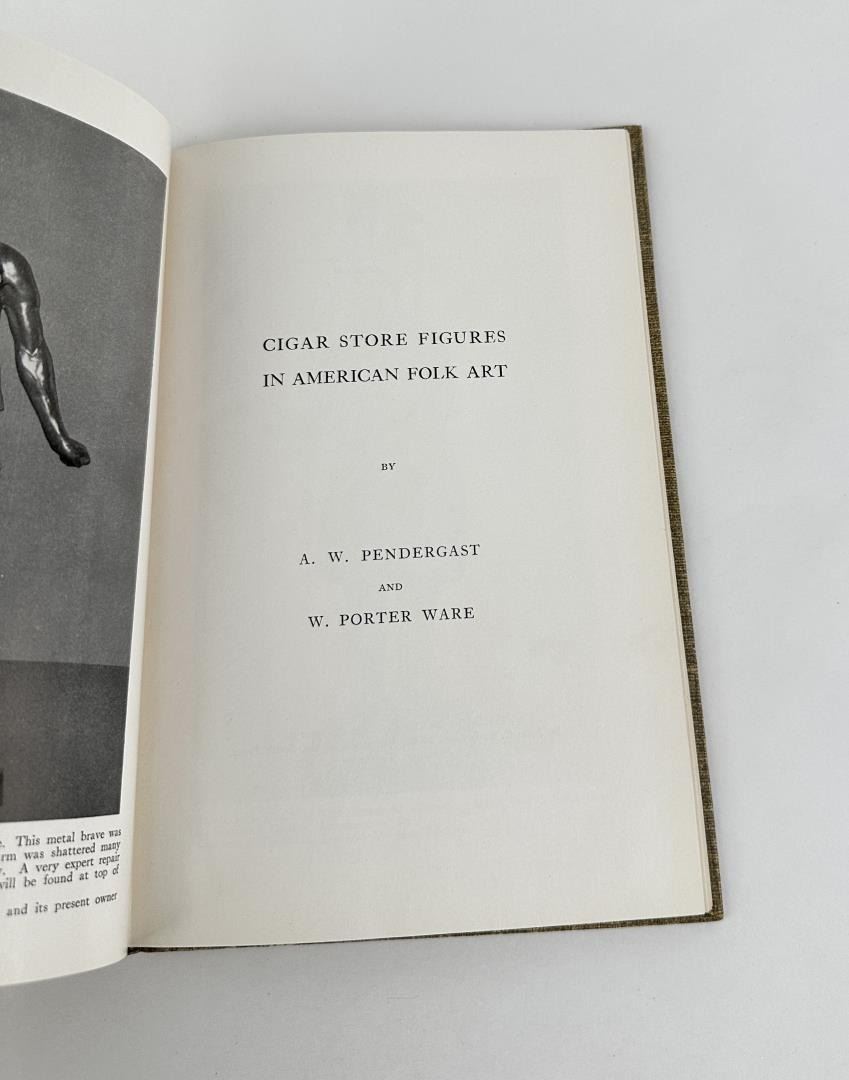 . This metal brave was
rm was shattered many
. A very expert repair
will be found at top of
and its present owner
CIGAR STORE FIGURES
IN AMERICAN FOLK ART
BY
A. W. PENDERGAST
AND
W. PORTER WARE